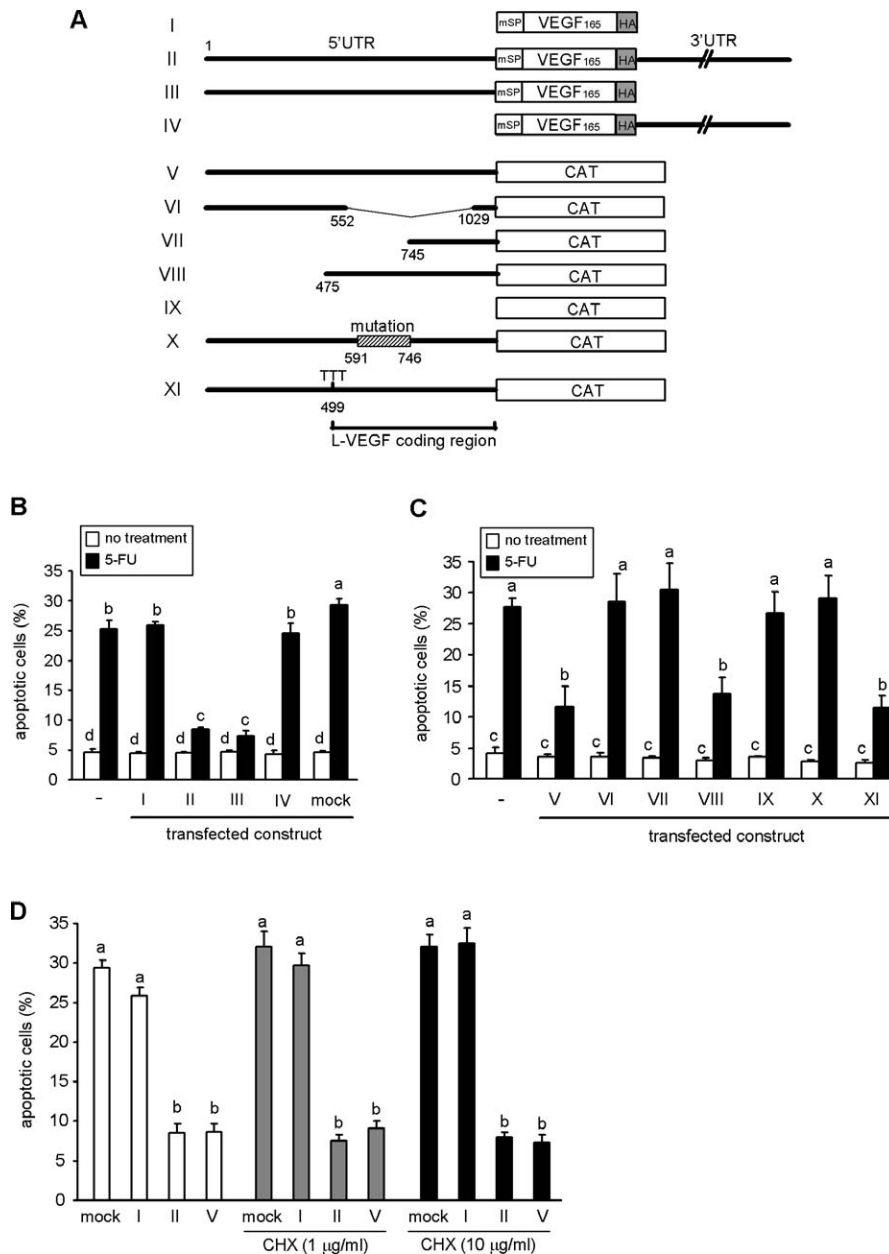 A
I
mSP VEGF165 HA
1 5'UTR 3'UTR
II
mSP VEGF165 HA
III
mSP VEGF165 HA
IV
mSP VEGF165 HA
V
CAT
VI
552 1029
CAT
VII
745
CAT
VIII
475
CAT
IX
CAT
mutation
X
591 746
CAT
TTT
XI
499
CAT
L-VEGF coding region
B
no treatment
5-FU
apoptotic cells (%)
35
30
25
20
15
10
5
0
d b d b d c d c d b d a
- I II III IV mock
transfected construct
C
no treatment
5-FU
apoptotic cells (%)
35
30
25
20
15
10
5
0
c a c b c a c a c b c a c a c b
- V VI VII VIII IX X XI
transfected construct
D
apoptotic cells (%)
35
30
25
20
15
10
5
0
a a b b a a b b a a b b
mock I II V mock I II V mock I II V
CHX (1 µg/ml) CHX (10 µg/ml)